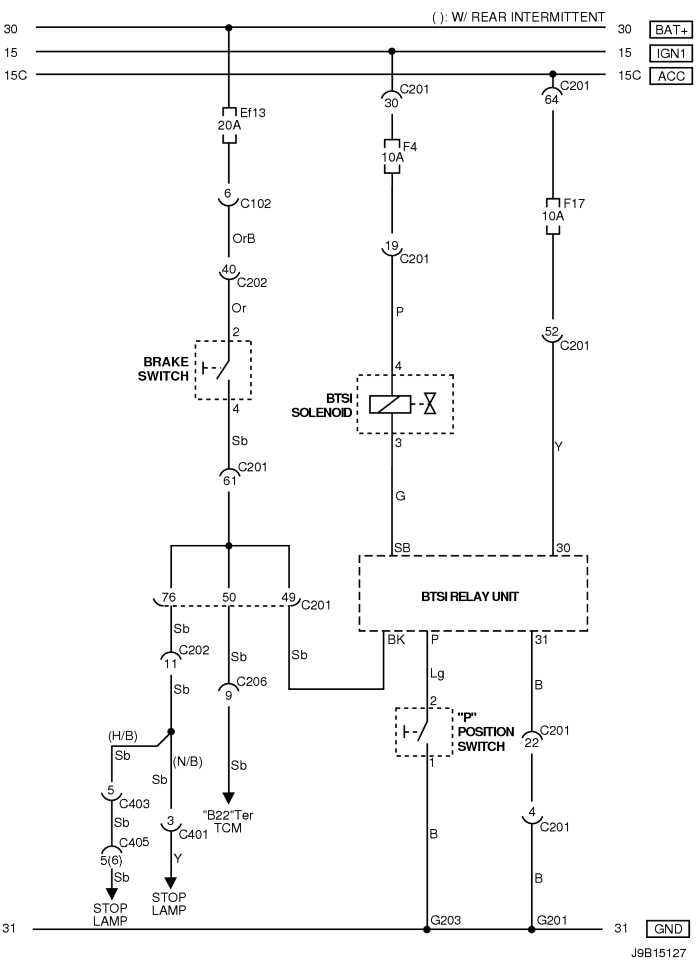 ( ): W/ REAR INTERMITTENT
30
30
BAT+
15
15
IGN1
15C
15C
ACC
C201
30
C201
64
Ef13
20A
F4
10A
6
C102
F17
10A
OrB
19
C201
40
C202
Or
P
2
52
C201
BRAKE
SWITCH
4
4
BTSI
SOLENOID
Sb
3
Y
C201
61
G
SB
30
BTSI RELAY UNIT
76
50
49
C201
Sb
BK
P
31
C202
11
Sb
Sb
C206
9
Lg
Sb
B
2
"P"
POSITION
SWITCH
C201
22
(H/B)
Sb
(N/B)
Sb
Sb
1
5
C403
"B22"Ter
TCM
4
C201
Sb
3
C401
B
C405
5(6)
Y
Sb
B
STOP
LAMP
STOP
LAMP
31
G203
G201
31
GND
J9B15127